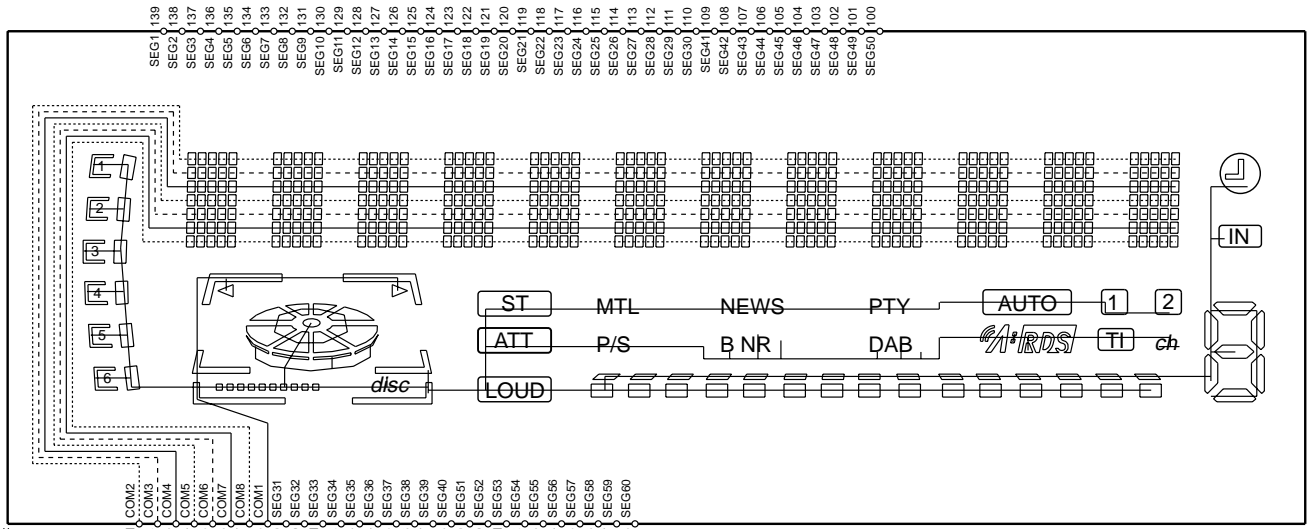 SEG1 139
SEG2 138
SEG3 137
SEG4 136
SEG5 135
SEG6 134
SEG7 133
SEG8 132
SEG9 131
SEG10 130
SEG11 129
SEG12 128
SEG13 127
SEG14 126
SEG15 125
SEG16 124
SEG17 123
SEG18 122
SEG19 121
SEG20 120
SEG21 119
SEG22 118
SEG23 117
SEG24 116
SEG25 115
SEG26 114
SEG27 113
SEG28 112
SEG29 111
SEG30 110
SEG41 109
SEG42 108
SEG43 107
SEG44 106
SEG45 105
SEG46 104
SEG47 103
SEG48 102
SEG49 101
SEG50 100
1
2
3
4
5
6
IN
ST MTL NEWS PTY AUTO 1 2
ATT P/S B NR DAB RDS TI ch
disc LOUD
COM2
COM3
COM4
COM5
COM6
COM7
COM8
COM1
SEG31
SEG32
SEG33
SEG34
SEG35
SEG36
SEG37
SEG38
SEG39
SEG40
SEG51
SEG52
SEG53
SEG54
SEG55
SEG56
SEG57
SEG58
SEG59
SEG60